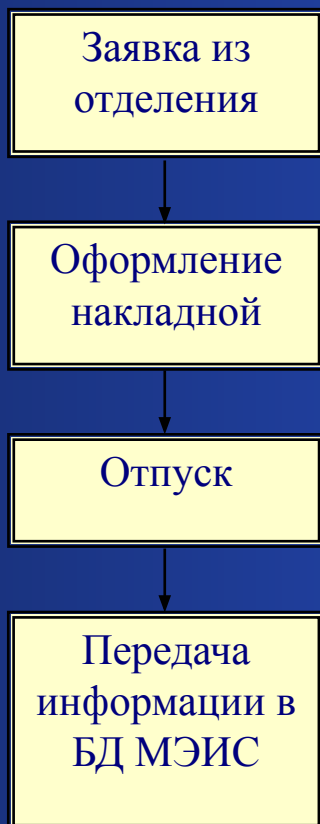 Заявка из
отделения
Оформление
накладной
Отпуск
Передача
информации в
БД МЭИС